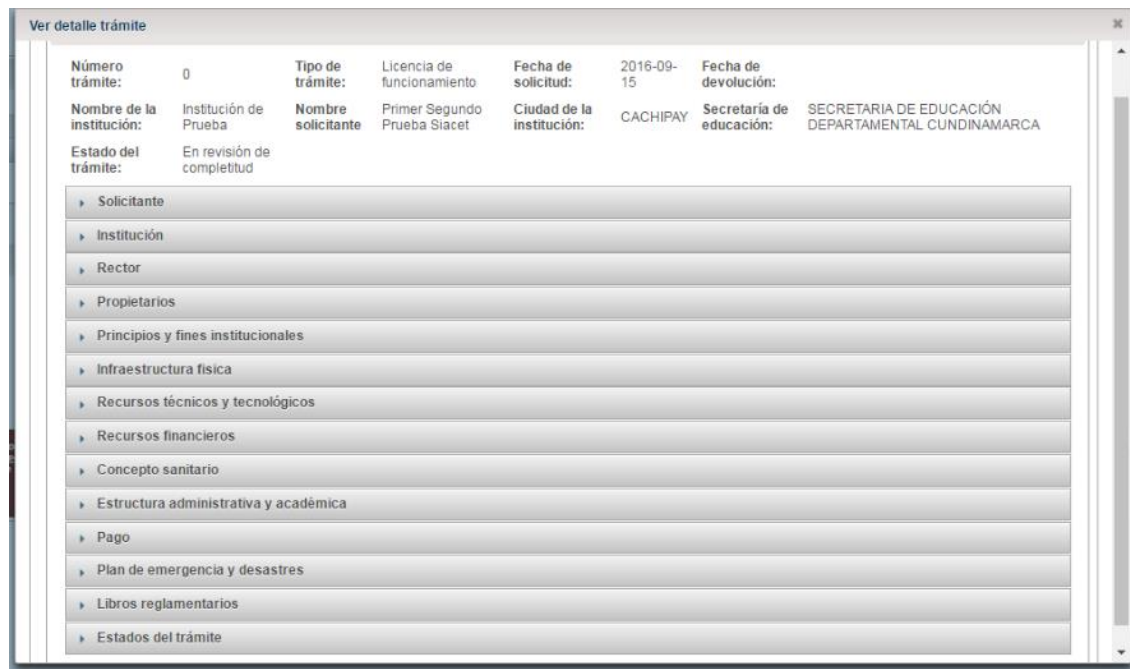 Ver detalle trámite
Número trámite: 0 Tipo de trámite: Licencia de funcionamiento Fecha de solicitud: 2016-09-15 Fecha de devolución:
Nombre de la institución: Institución de Prueba Nombre solicitante Primer Segundo Prueba Siacet Ciudad de la institución: CACHIPAY Secretaría de educación: SECRETARIA DE EDUCACIÓN DEPARTAMENTAL CUNDINAMARCA
Estado del trámite: En revisión de completitud
Solicitante
Institución
Rector
Propietarios
Principios y fines institucionales
Infraestructura física
Recursos técnicos y tecnológicos
Recursos financieros
Concepto sanitario
Estructura administrativa y académica
Pago
Plan de emergencia y desastres
Libros reglamentarios
Estados del trámite